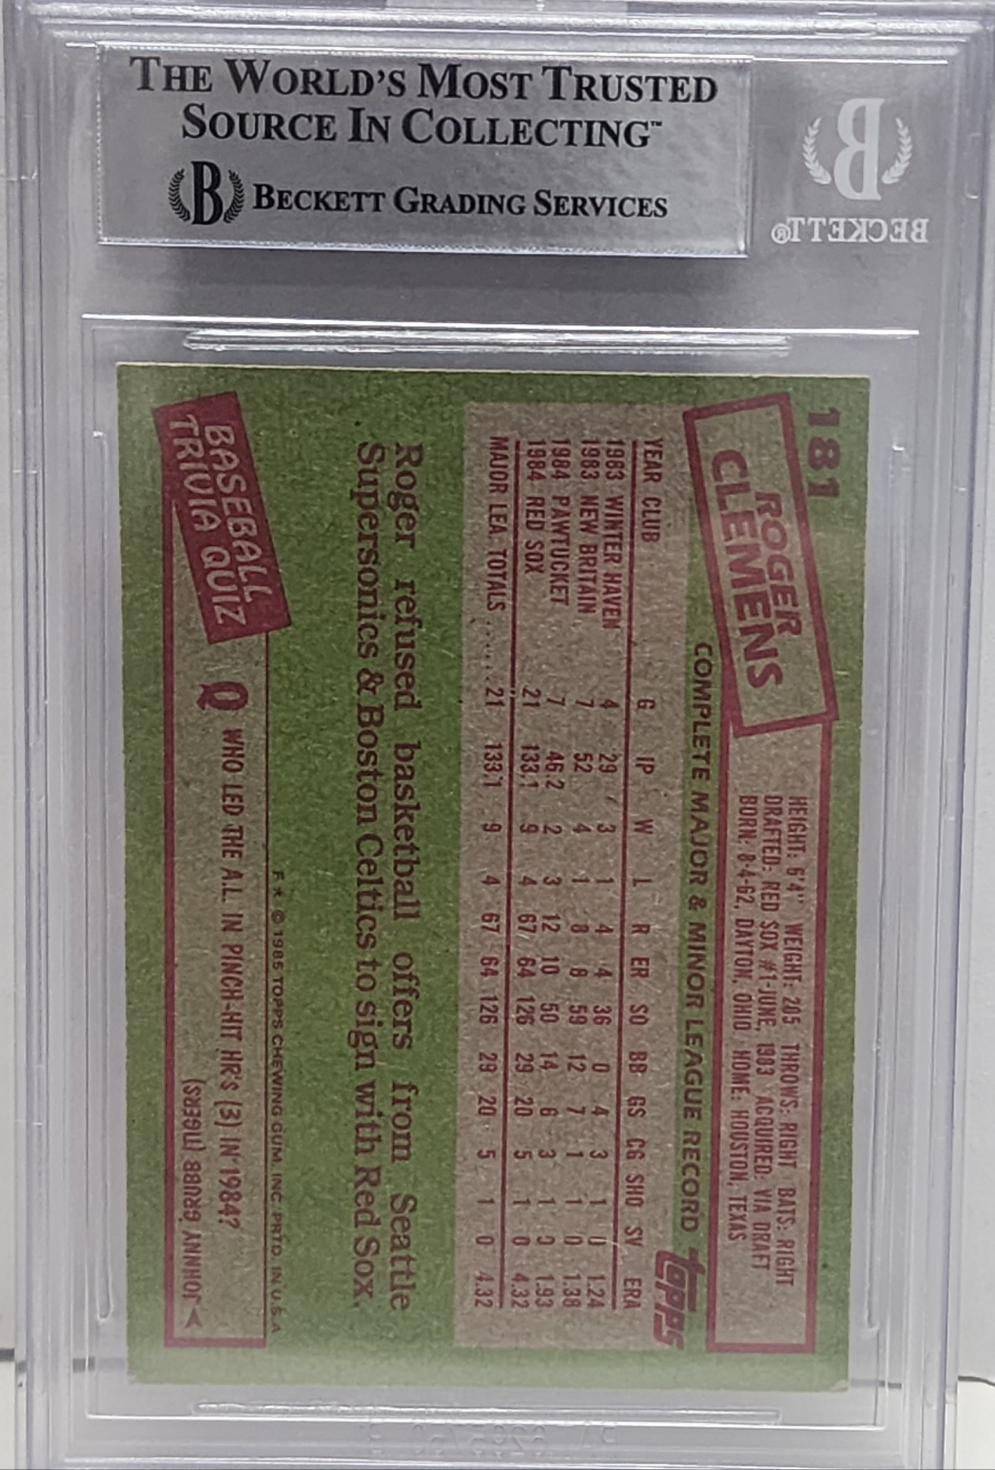 THE WORLD'S MOST TRUSTED
SOURCE IN COLLECTING™
B BECKETT GRADING SERVICES
B
BECKETT®
181
ROGER
CLEMENS
HEIGHT: 6'4" WEIGHT: 205 THROWS: RIGHT BATS: RIGHT
DRAFTED: RED SOX #1-JUNE, 1983 ACQUIRED: VIA DRAFT
BORN: 8-4-62, DAYTON, OHIO HOME: HOUSTON, TEXAS
COMPLETE MAJOR & MINOR LEAGUE RECORD
topps
YEAR CLUB G IP W L R ER SO BB GS CG SHO SV ERA
1983 WINTER HAVEN 4 29 3 1 4 4 36 0 4 3 1 0 1.24
1983 NEW BRITAIN 7 52 4 1 8 8 59 12 7 1 1 0 1.38
1984 PAWTUCKET 7 46.2 2 3 12 10 50 14 6 3 1 0 1.93
1984 RED SOX 21 133.1 9 4 67 64 126 29 20 5 1 0 4.32
MAJOR LEA. TOTALS ...... 21 133.1 9 4 67 64 126 29 20 5 1 0 4.32
Roger refused basketball offers from Seattle
Supersonics & Boston Celtics to sign with Red Sox.
F★ © 1985 TOPPS CHEWING GUM, INC. PRTD. IN U.S.A.
BASEBALL
TRIVIA QUIZ
Q WHO LED THE A.L. IN PINCH-HIT HR'S (3) IN 1984?
JOHNNY GRUBB (TIGERS)